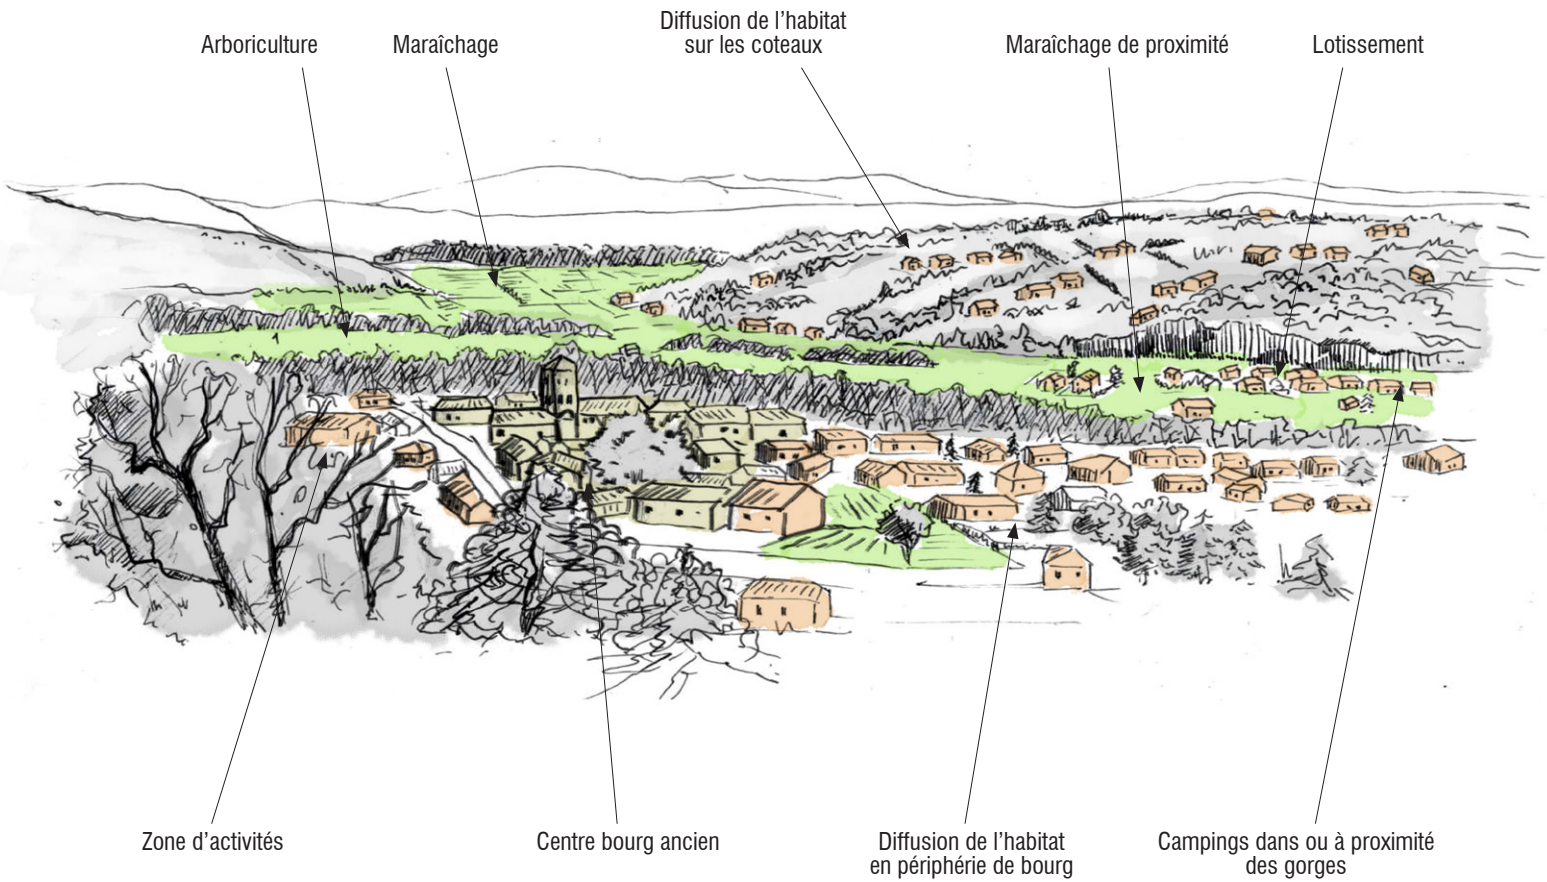 Arboriculture
Maraîchage
Diffusion de l'habitat
sur les coteaux
Maraîchage de proximité
Lotissement
Zone d'activités
Centre bourg ancien
Diffusion de l'habitat
en périphérie de bourg
Campings dans ou à proximité
des gorges